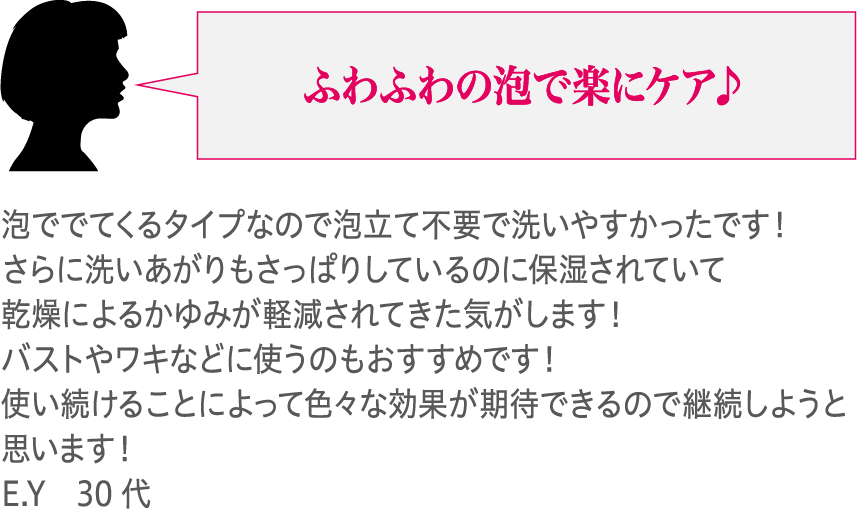 ふわふわの泡で楽にケア♪
泡ででてくるタイプなので泡立て不要で洗いやすかったです！
さらに洗いあがりもさっぱりしているのに保湿されていて
乾燥によるかゆみが軽減されてきた気がします！
バストやワキなどに使うのもおすすめです！
使い続けることによって色々な効果が期待できるので継続しようと
思います！
E.Y　30 代